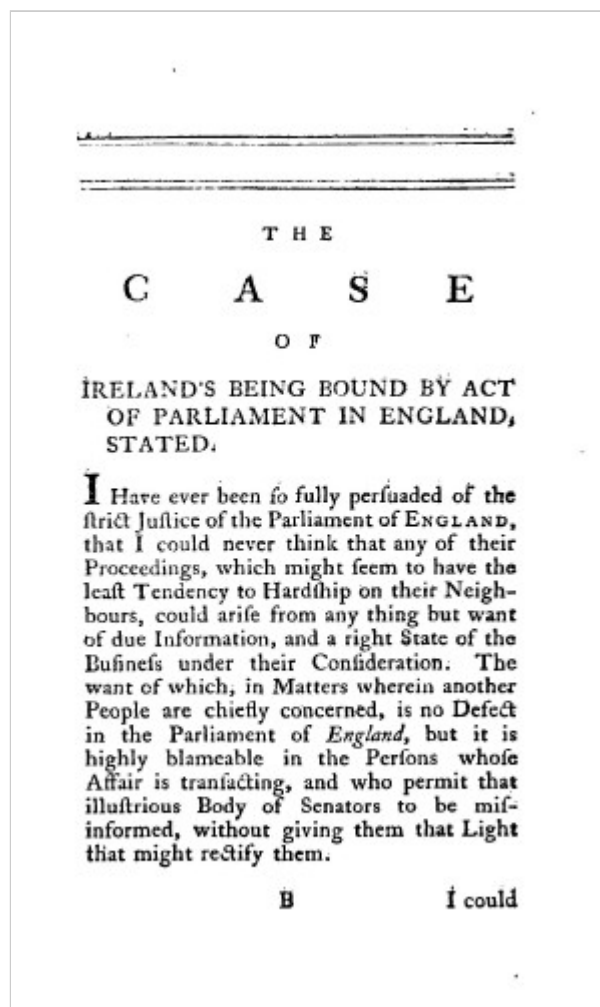 THE
CASE
OF
IRELAND'S BEING BOUND BY ACT
OF PARLIAMENT IN ENGLAND,
STATED.
I Have ever been ſo fully perſuaded of the
ſtrict Juſtice of the Parliament of ENGLAND,
that I could never think that any of their
Proceedings, which might ſeem to have the
leaſt Tendency to Hardſhip on their Neigh-
bours, could ariſe from any thing but want
of due Information, and a right State of the
Buſineſs under their Conſideration. The
want of which, in Matters wherein another
People are chiefly concerned, is no Defect
in the Parliament of England, but it is
highly blameable in the Perſons whoſe
Affair is tranſacting, and who permit that
illuſtrious Body of Senators to be miſ-
informed, without giving them that Light
that might rectify them.
B I could